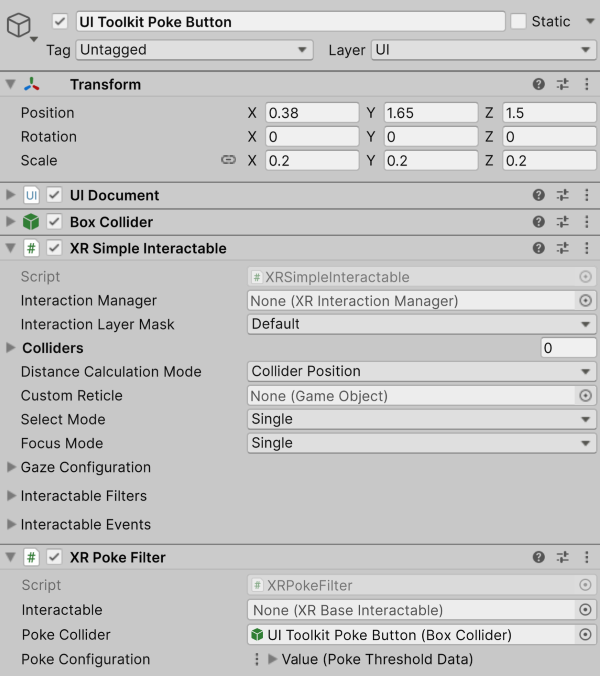 UI Toolkit Poke Button Static
Tag Untagged Layer UI
Transform
Position X 0.38 Y 1.65 Z 1.5
Rotation X 0 Y 0 Z 0
Scale X 0.2 Y 0.2 Z 0.2
UI UI Document
Box Collider
# XR Simple Interactable
Script # XRSimpleInteractable
Interaction Manager None (XR Interaction Manager)
Interaction Layer Mask Default
Colliders 0
Distance Calculation Mode Collider Position
Custom Reticle None (Game Object)
Select Mode Single
Focus Mode Single
Gaze Configuration
Interactable Filters
Interactable Events
# XR Poke Filter
Script # XRPokeFilter
Interactable None (XR Base Interactable)
Poke Collider UI Toolkit Poke Button (Box Collider)
Poke Configuration Value (Poke Threshold Data)